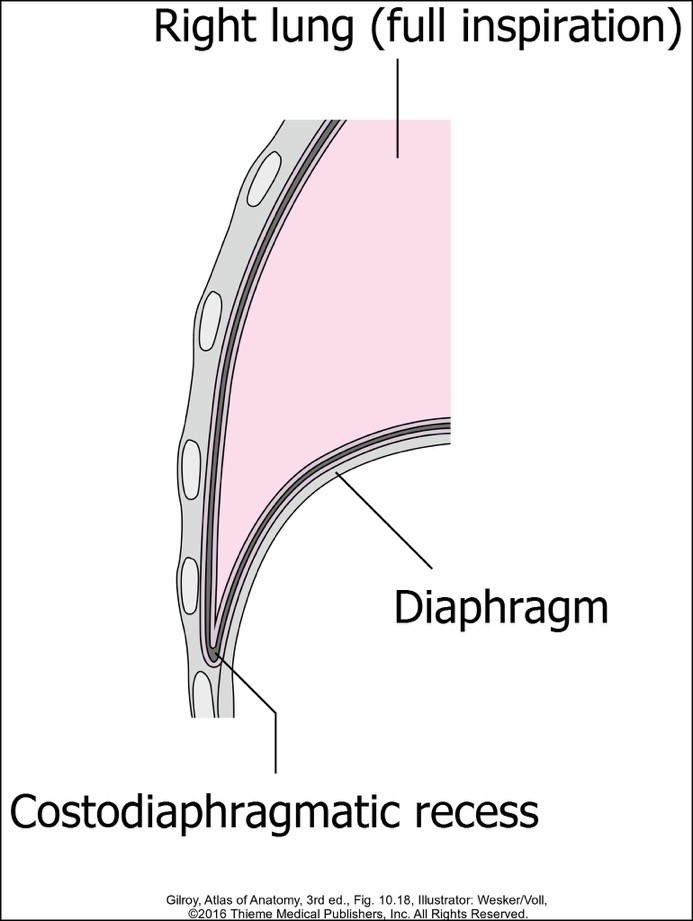 Right lung (full inspiration)
Diaphragm
Costodiaphragmatic recess
Gilroy, Atlas of Anatomy, 3rd ed., Fig. 10.18, Illustrator: Wesker/Voll,
©2016 Thieme Medical Publishers, Inc. All Rights Reserved.